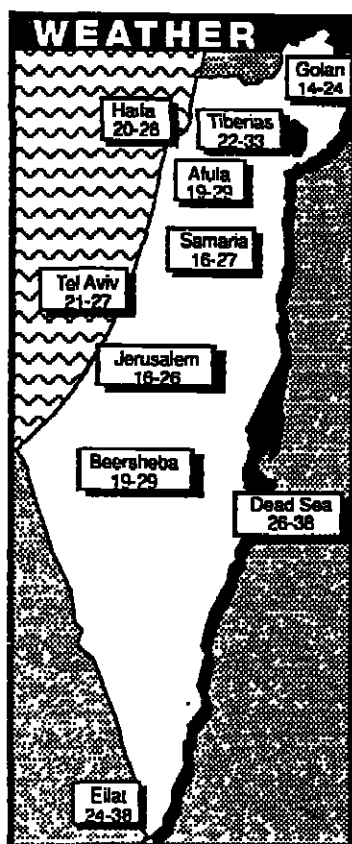 WEATHER
Golan
14-24
Haifa
20-26
Tiberias
22-33
Afula
19-29
Samaria
16-27
Tel Aviv
21-27
Jerusalem
16-26
Beersheba
19-29
Dead Sea
26-38
Eilat
24-38